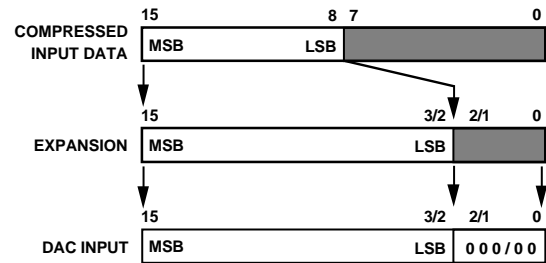 15 8 7 0
COMPRESSED
INPUT DATA
MSB LSB
15 3/2 2/1 0
EXPANSION MSB LSB
15 3/2 2/1 0
DAC INPUT MSB LSB 000/00